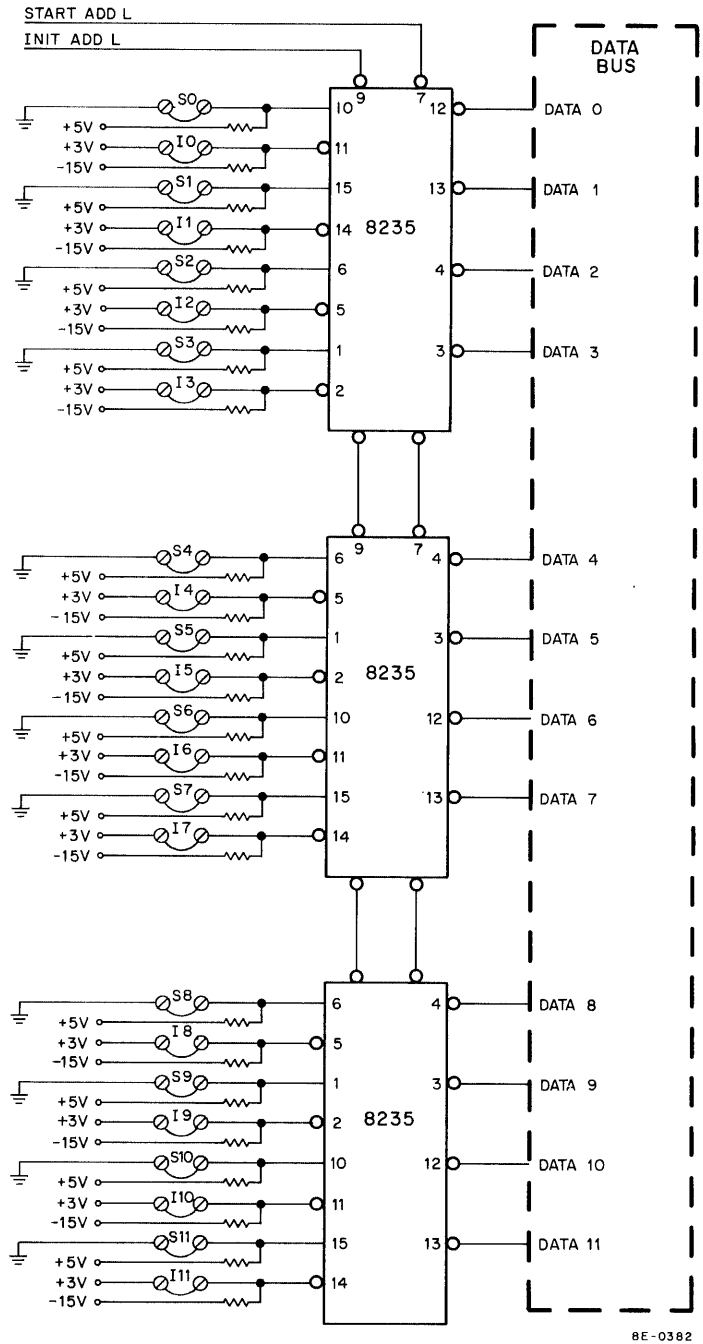 START ADD L
INIT ADD L
DATA
BUS
9 7
S0 10 12 DATA 0
+5V
+3V I0 11
-15V
S1 15 13 DATA 1
+5V
+3V I1 14 8235
-15V
S2 6 4 DATA 2
+5V
+3V I2 5
-15V
S3 1 3 DATA 3
+5V
+3V I3 2
-15V
9 7
S4 6 4 DATA 4
+5V
+3V I4 5
-15V
S5 1 3 DATA 5
+5V
+3V I5 2 8235
-15V
S6 10 12 DATA 6
+5V
+3V I6 11
-15V
S7 15 13 DATA 7
+5V
+3V I7 14
-15V
S8 6 4 DATA 8
+5V
+3V I8 5
-15V
S9 1 3 DATA 9
+5V
+3V I9 2 8235
-15V
S10 10 12 DATA 10
+5V
+3V I10 11
-15V
S11 15 13 DATA 11
+5V
+3V I11 14
-15V
8E-0382